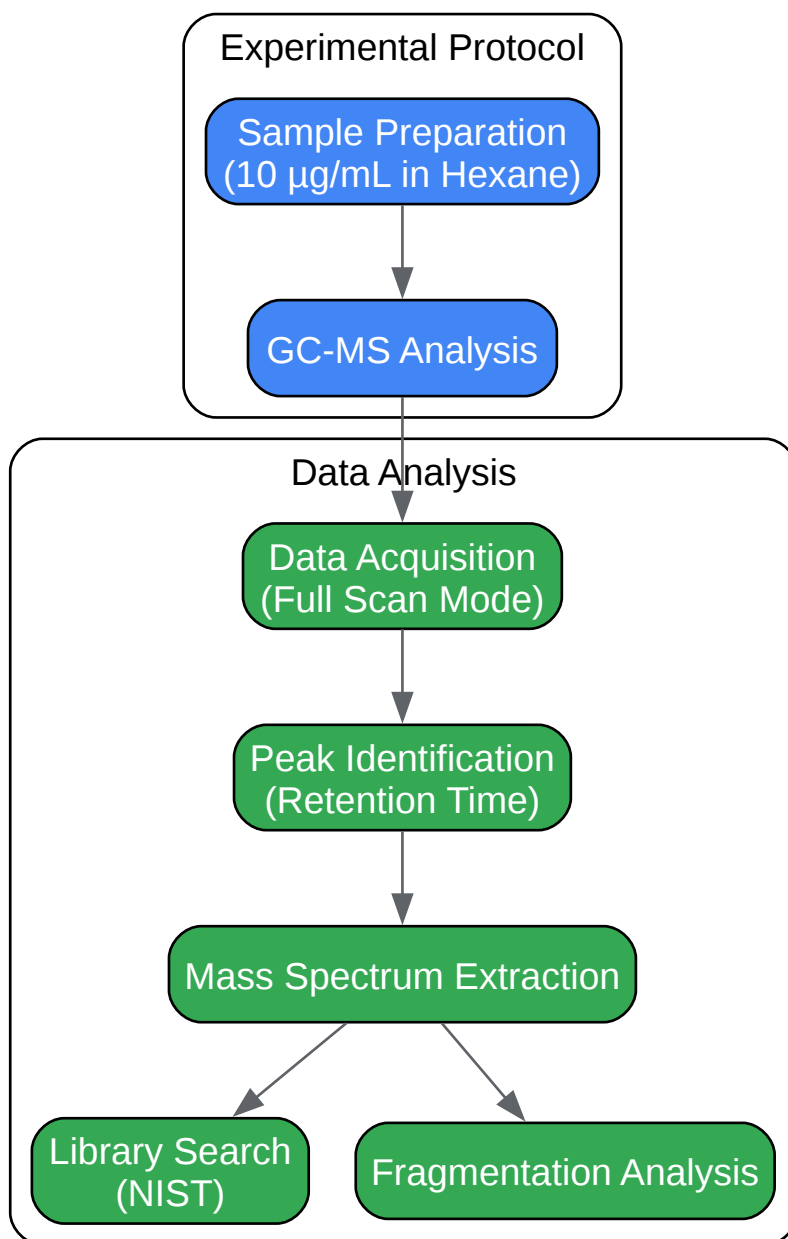 Experimental Protocol
Sample Preparation
(10 µg/mL in Hexane)
GC-MS Analysis
Data Analysis
Data Acquisition
(Full Scan Mode)
Peak Identification
(Retention Time)
Mass Spectrum Extraction
Library Search
(NIST)
Fragmentation Analysis